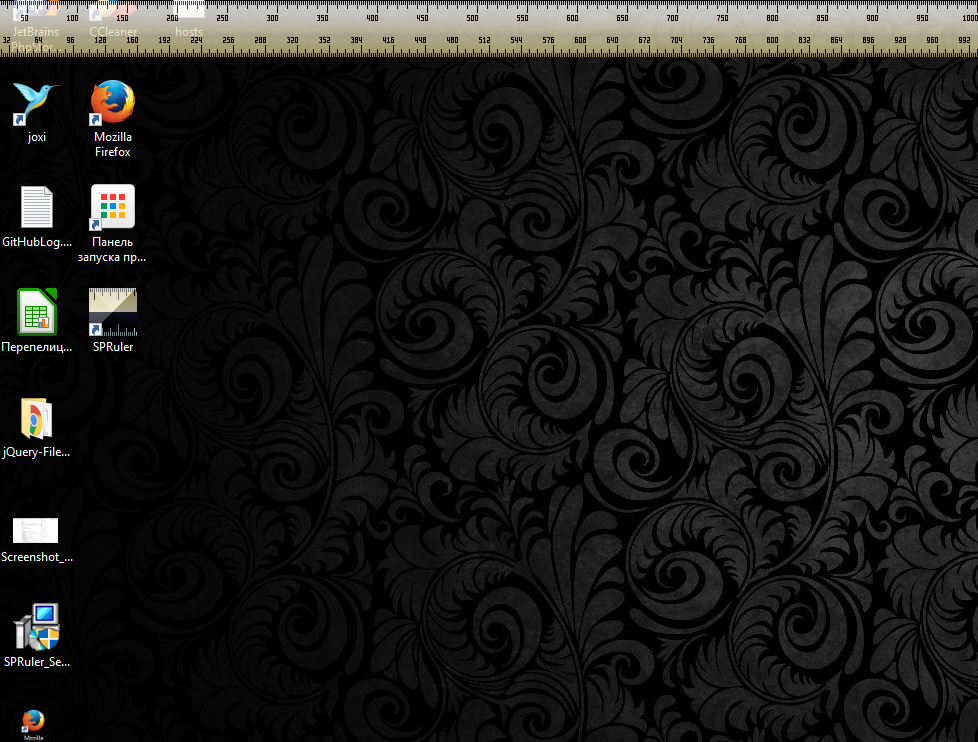 50 100 150 200 250 300 350 400 450 500 550 600 650 700 750 800 850 900 950
JetBrains
PhpStor...
CCleaner
hosts
32 64 96 128 160 192 224 256 288 320 352 384 416 448 480 512 544 576 608 640 672 704 736 768 800 832 864 896 928 960 992
joxi
Mozilla
Firefox
GitHubLog....
Панель
запуска пр...
Перепелиц...
SPRuler
jQuery-File...
Screenshot_...
SPRuler_Se...
Mozilla